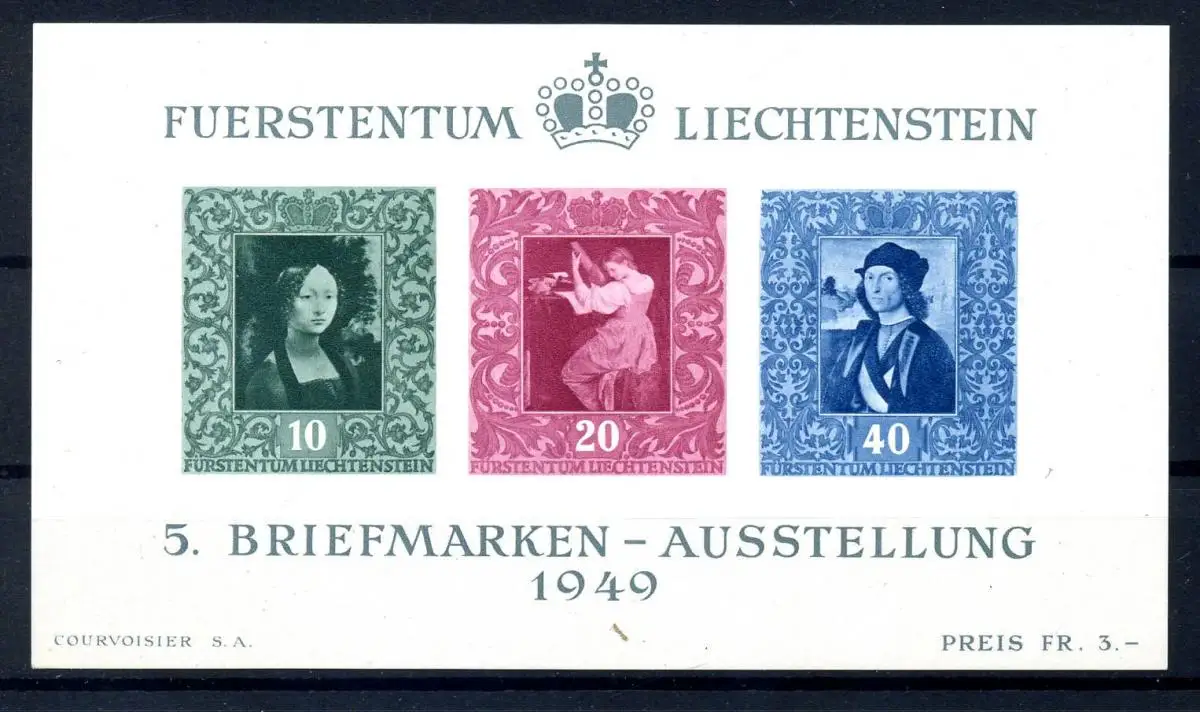 FUERSTENTUM LIECHTENSTEIN
10
FÜRSTENTUM LIECHTENSTEIN
20
FÜRSTENTUM LIECHTENSTEIN
40
FÜRSTENTUM LIECHTENSTEIN
5. BRIEFMARKEN – AUSSTELLUNG
1949
COURVOISIER S.A.
PREIS FR. 3.–